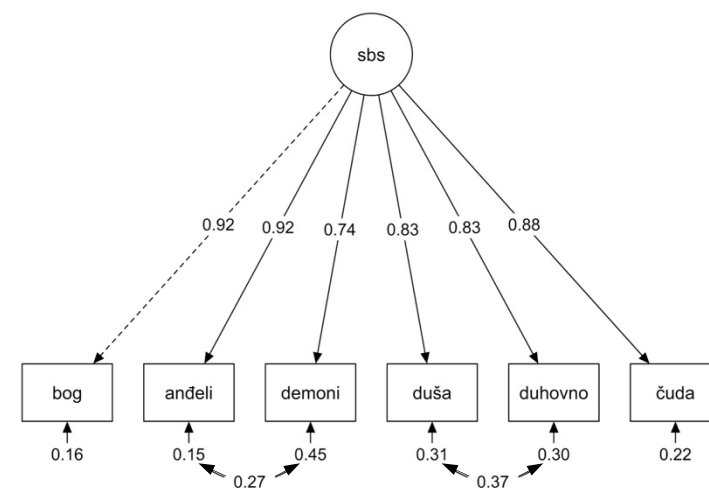 sbs
0.92 0.92 0.74 0.83 0.83 0.88
bog anđeli demoni duša duhovno čuda
0.16 0.15 0.45 0.31 0.30 0.22
0.27 0.37